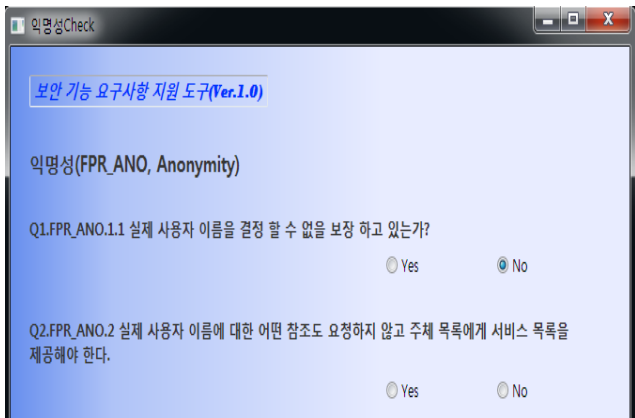 익명성Check
보안 기능 요구사항 지원 도구(Ver.1.0)
익명성(FPR_ANO, Anonymity)
Q1.FPR_ANO.1.1 실제 사용자 이름을 결정 할 수 없을 보장 하고 있는가?
Yes No
Q2.FPR_ANO.2 실제 사용자 이름에 대한 어떤 참조도 요청하지 않고 주체 목록에게 서비스 목록을
제공해야 한다.
Yes No